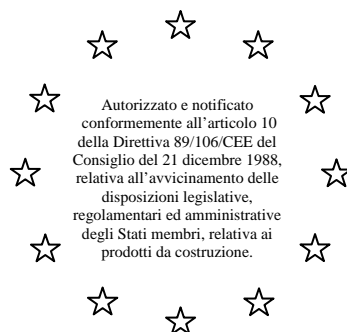 Autorizzato e notificato
conformemente all’articolo 10
della Direttiva 89/106/CEE del
Consiglio del 21 dicembre 1988,
relativa all’avvicinamento delle
disposizioni legislative,
regolamentari ed amministrative
degli Stati membri, relativa ai
prodotti da costruzione.